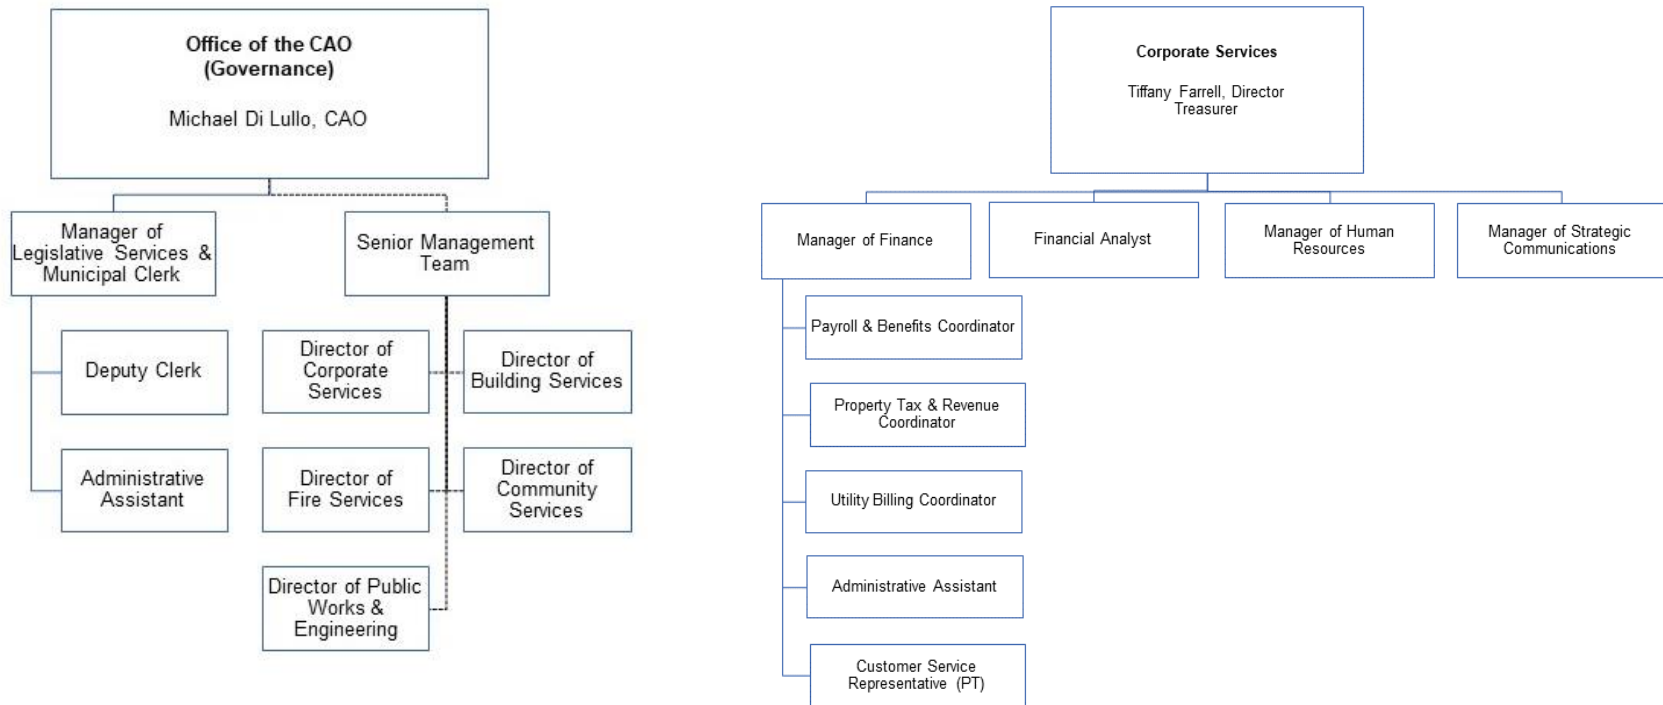 Office of the CAO
(Governance)
Michael Di Lullo, CAO
Manager of
Legislative Services &
Municipal Clerk
Senior Management
Team
Deputy Clerk
Director of
Corporate
Services
Director of
Building Services
Administrative
Assistant
Director of
Fire Services
Director of
Community
Services
Director of Public
Works &
Engineering
Corporate Services
Tiffany Farrell, Director
Treasurer
Manager of Finance
Financial Analyst
Manager of Human
Resources
Manager of Strategic
Communications
Payroll & Benefits Coordinator
Property Tax & Revenue
Coordinator
Utility Billing Coordinator
Administrative Assistant
Customer Service
Representative (PT)